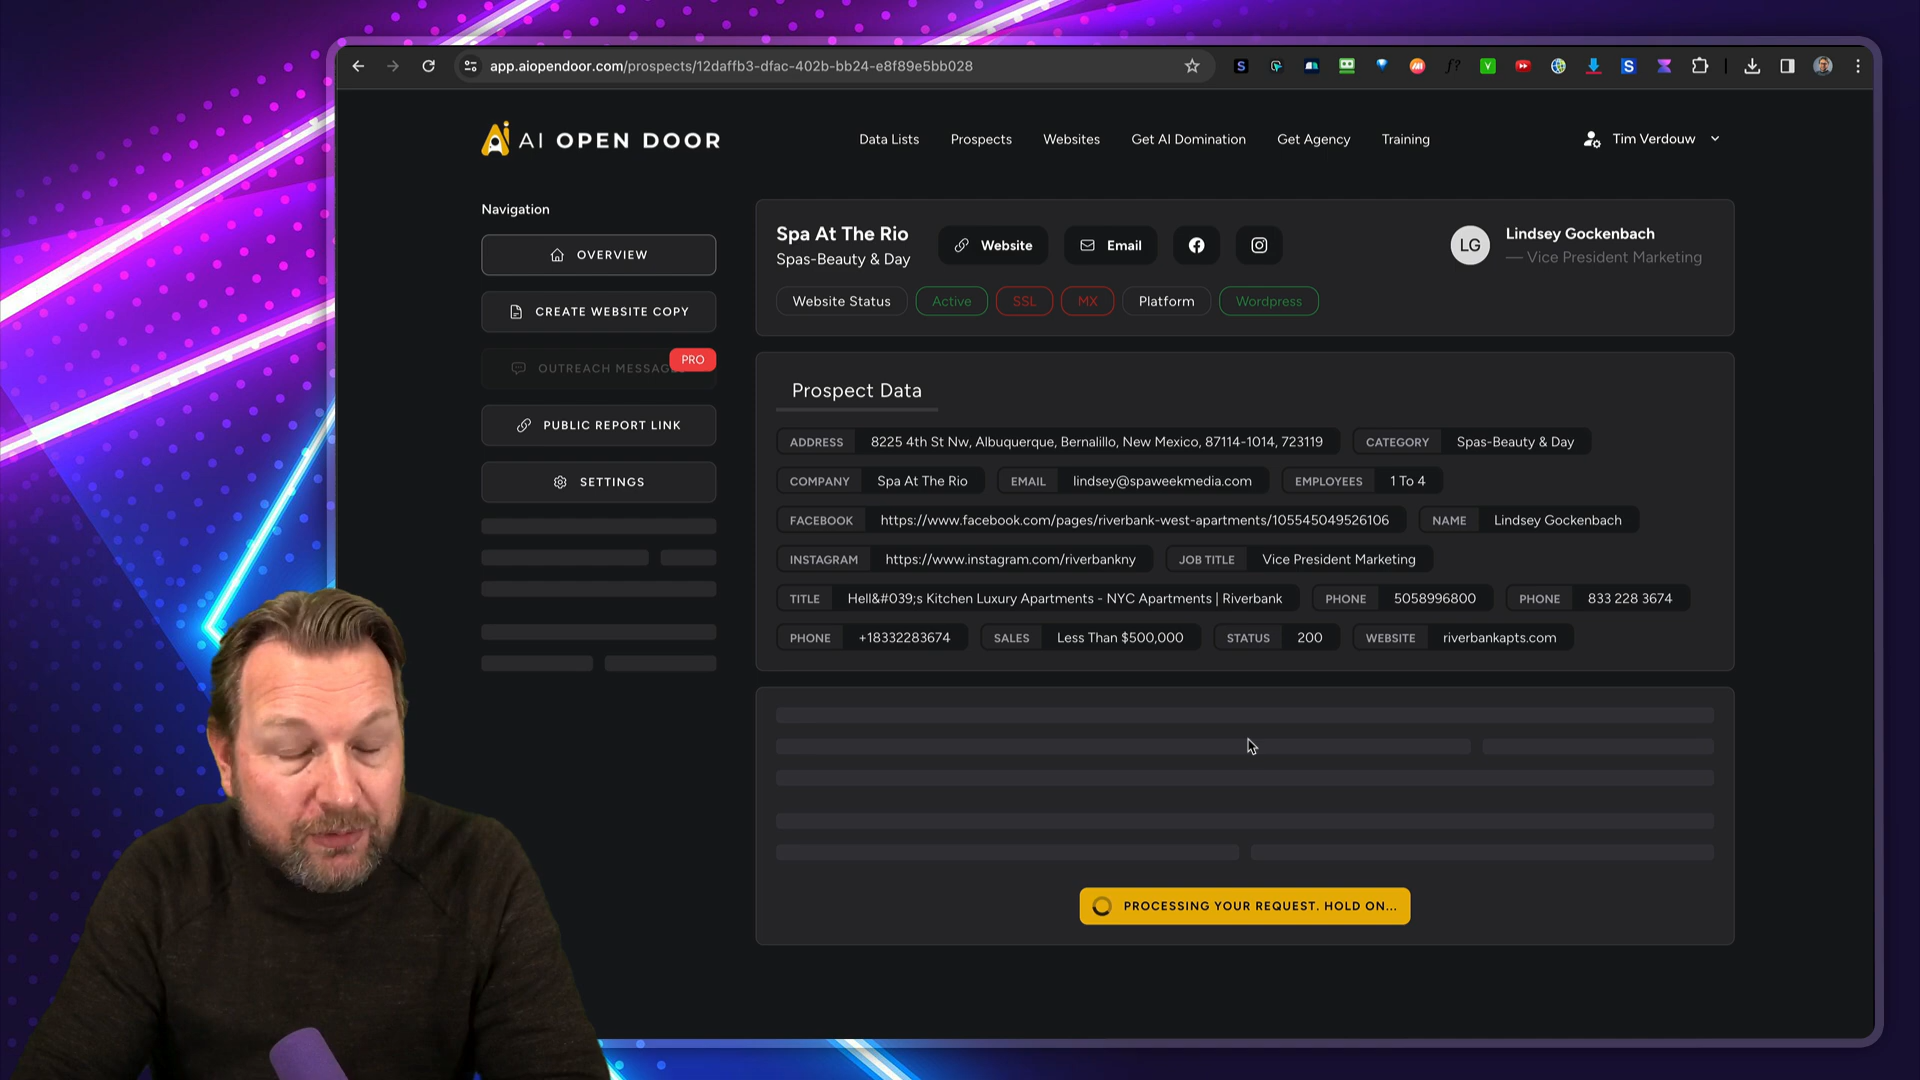 app.aiopendoor.com/prospects/12daffb3-dfac-402b-bb24-e8f89e5bb028
AI OPEN DOOR
Data Lists
Prospects
Websites
Get AI Domination
Get Agency
Training
Tim Verdouw
Navigation
OVERVIEW
CREATE WEBSITE COPY
OUTREACH MESSAG
PRO
PUBLIC REPORT LINK
SETTINGS
Spa At The Rio
Spas-Beauty & Day
Website
Email
LG
Lindsey Gockenbach
— Vice President Marketing
Website Status Active SSL MX Platform Wordpress
Prospect Data
ADDRESS 8225 4th St Nw, Albuquerque, Bernalillo, New Mexico, 87114-1014, 723119 CATEGORY Spas-Beauty & Day
COMPANY Spa At The Rio EMAIL lindsey@spaweekmedia.com EMPLOYEES 1 To 4
FACEBOOK https://www.facebook.com/pages/riverbank-west-apartments/105545049526106 NAME Lindsey Gockenbach
INSTAGRAM https://www.instagram.com/riverbankny JOB TITLE Vice President Marketing
TITLE Hell&#039;s Kitchen Luxury Apartments - NYC Apartments | Riverbank PHONE 5058996800 PHONE 833 228 3674
PHONE +18332283674 SALES Less Than $500,000 STATUS 200 WEBSITE riverbankapts.com
PROCESSING YOUR REQUEST. HOLD ON...